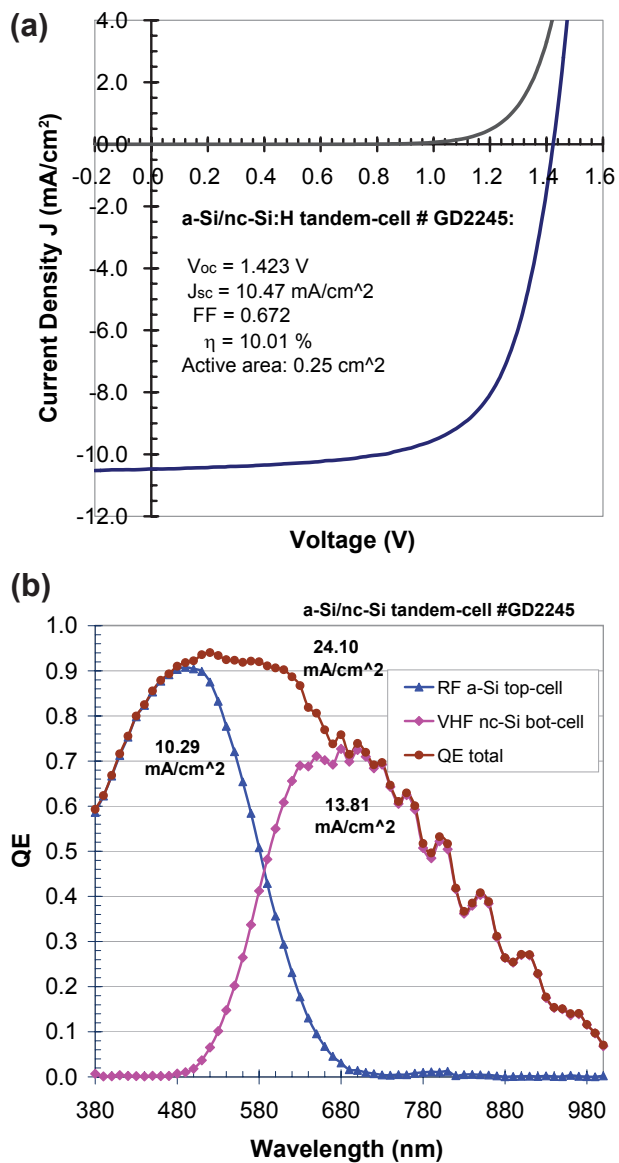 (a)
4.0
2.0
0.0
-0.2 0.0 0.2 0.4 0.6 0.8 1.0 1.2 1.4 1.6
-2.0
-4.0
-6.0
-8.0
-10.0
-12.0
Current Density J (mA/cm²)
a-Si/nc-Si:H tandem-cell # GD2245:
Voc = 1.423 V
Jsc = 10.47 mA/cm^2
FF = 0.672
η = 10.01 %
Active area: 0.25 cm^2
Voltage (V)
(b)
a-Si/nc-Si tandem-cell #GD2245
1.0
0.9
0.8
0.7
0.6
0.5
0.4
0.3
0.2
0.1
0.0
QE
24.10
mA/cm^2
RF a-Si top-cell
VHF nc-Si bot-cell
QE total
10.29
mA/cm^2
13.81
mA/cm^2
380 480 580 680 780 880 980
Wavelength (nm)